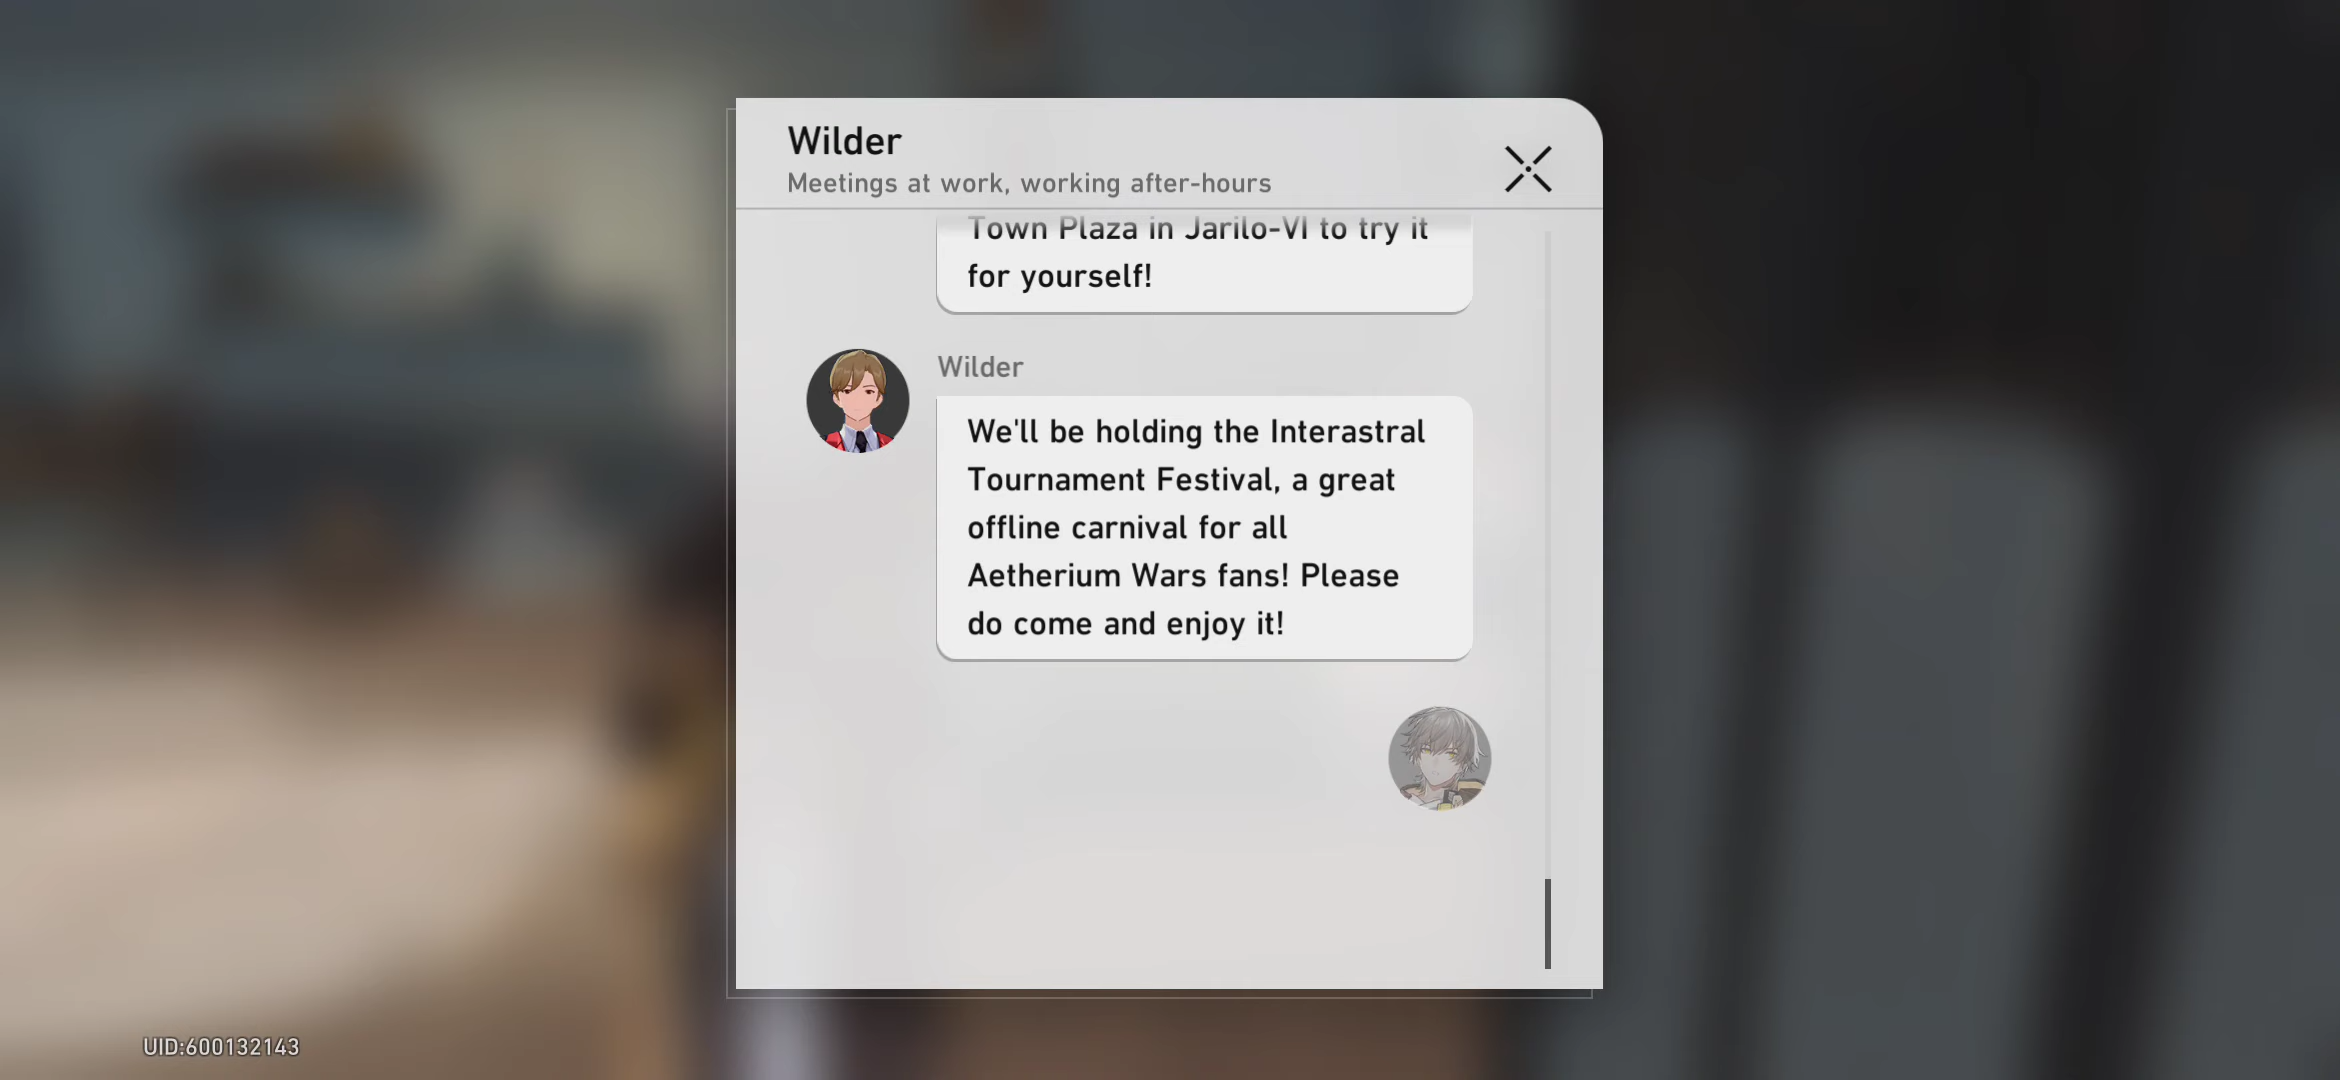 Wilder
Meetings at work, working after-hours
Town Plaza in Jarilo-VI to try it
for yourself!
Wilder
We'll be holding the Interastral
Tournament Festival, a great
offline carnival for all
Aetherium Wars fans! Please
do come and enjoy it!
UID:600132143